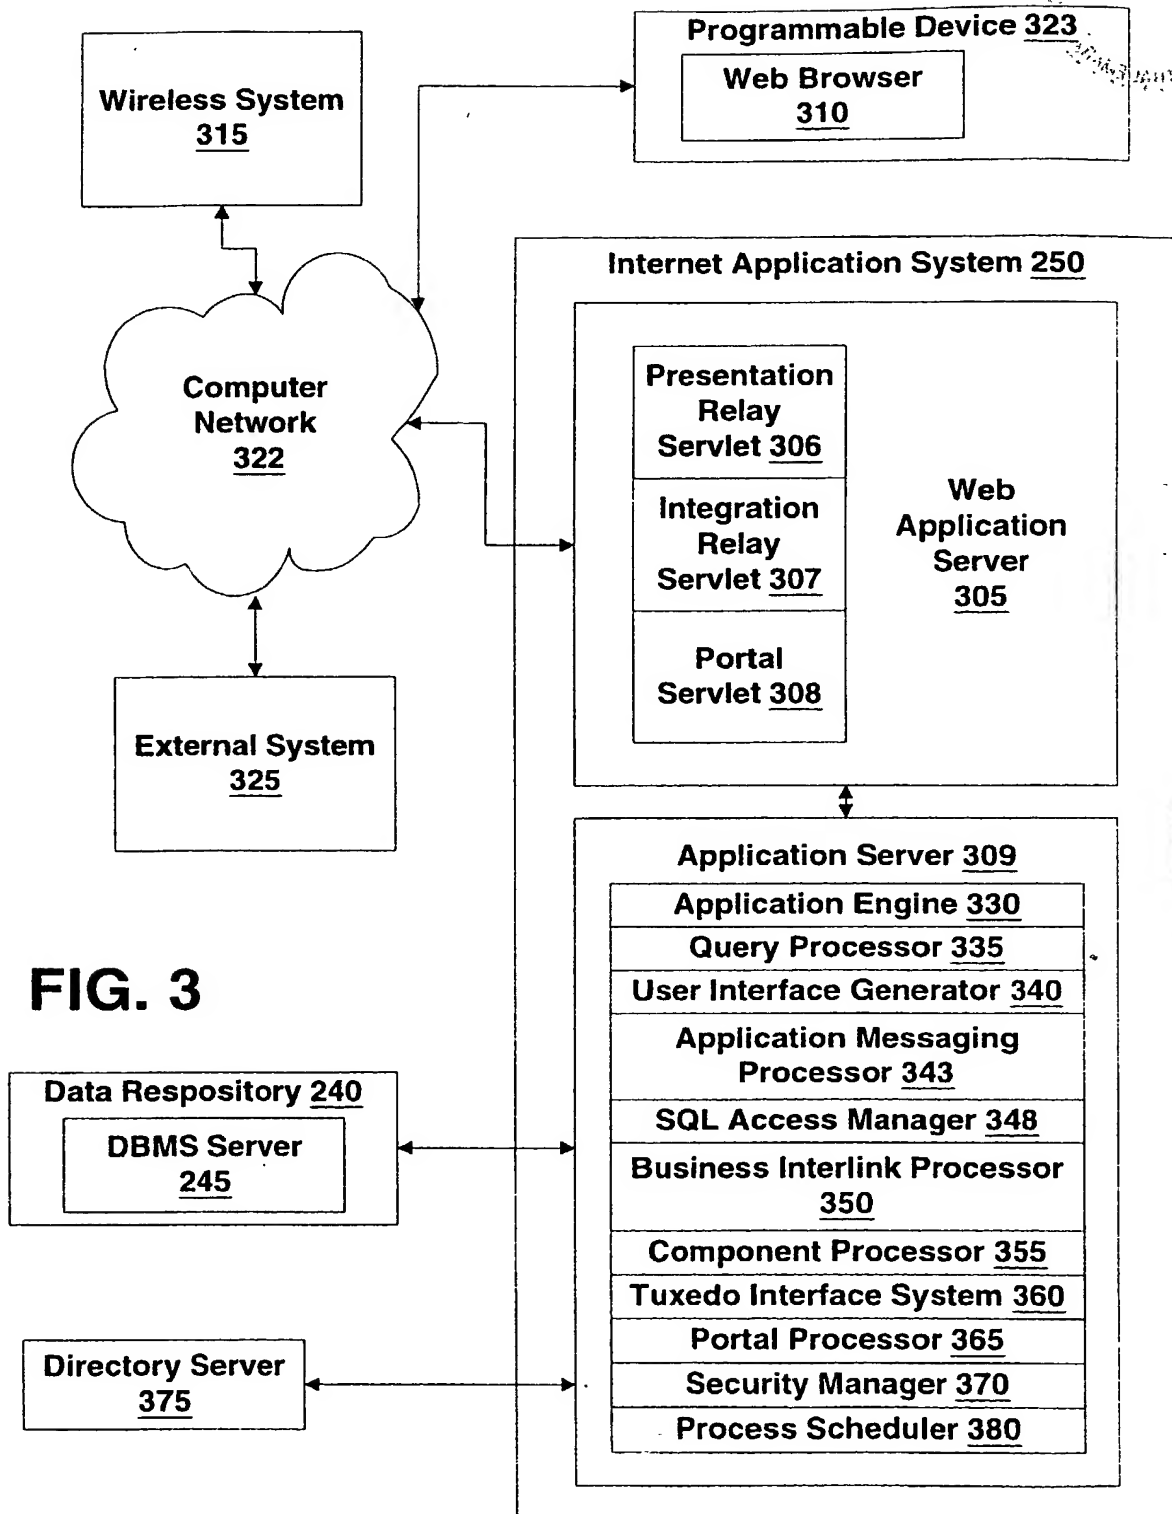 Programmable Device 323
Web Browser
310
Wireless System
315
Internet Application System 250
Computer
Network
322
Presentation
Relay
Servlet 306
Integration
Relay
Servlet 307
Portal
Servlet 308
Web
Application
Server
305
External System
325
Application Server 309
Application Engine 330
Query Processor 335
User Interface Generator 340
Application Messaging
Processor 343
SQL Access Manager 348
Business Interlink Processor
350
Component Processor 355
Tuxedo Interface System 360
Portal Processor 365
Security Manager 370
Process Scheduler 380
FIG. 3
Data Respository 240
DBMS Server
245
Directory Server
375